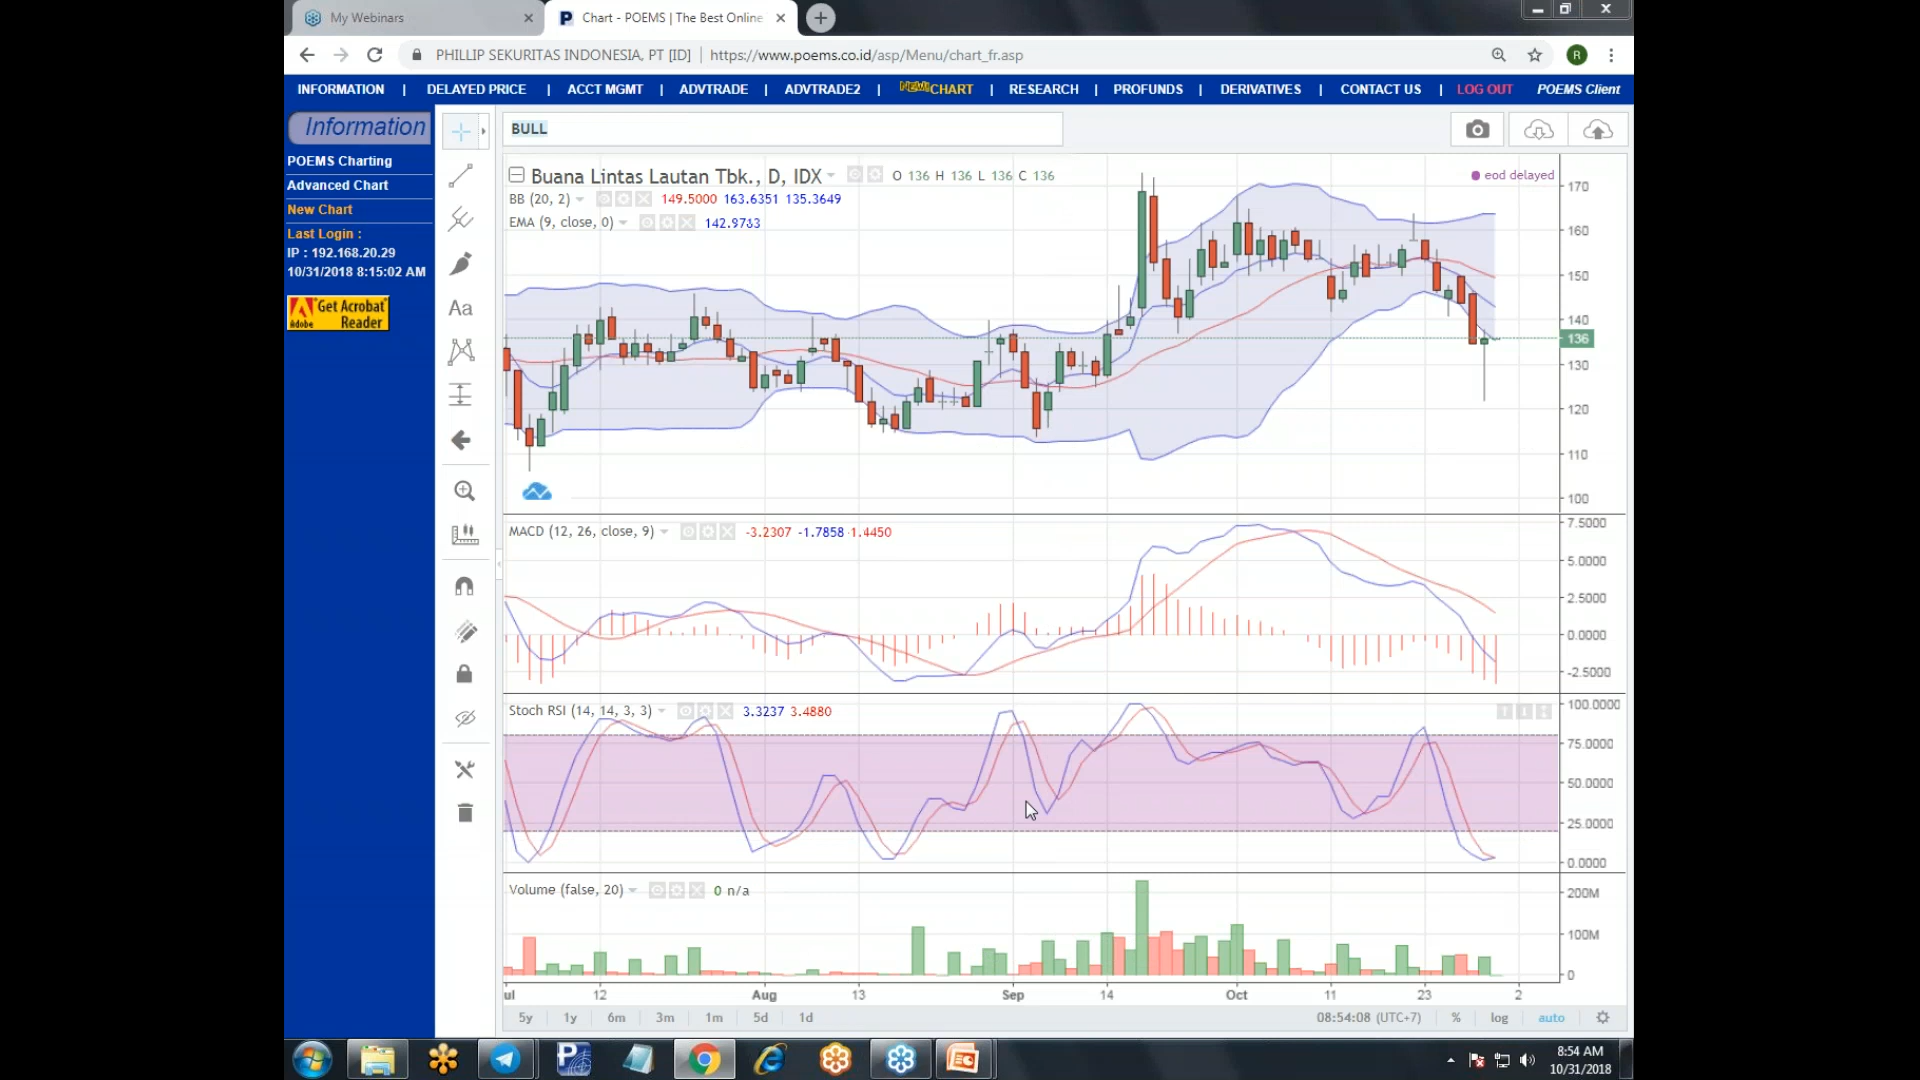 My Webinars
Chart - POEMS | The Best Online
PHILLIP SEKURITAS INDONESIA, PT [ID] | https://www.poems.co.id/asp/Menu/chart_fr.asp
R
INFORMATION | DELAYED PRICE | ACCT MGMT | ADVTRADE | ADVTRADE2 | NEW! CHART | RESEARCH | PROFUNDS | DERIVATIVES | CONTACT US | LOG OUT POEMS Client
Information
POEMS Charting
Advanced Chart
New Chart
Last Login :
IP : 192.168.20.29
10/31/2018 8:15:02 AM
Get Acrobat
Adobe Reader
Aa
BULL
Buana Lintas Lautan Tbk., D, IDX O 136 H 136 L 136 C 136
eod delayed
BB (20, 2) 149.5000 163.6351 135.3649
EMA (9, close, 0) 142.9763
170
160
150
140
136
130
120
110
100
MACD (12, 26, close, 9) -3.2307 -1.7858 1.4450
7.5000
5.0000
2.5000
0.0000
-2.5000
Stoch RSI (14, 14, 3, 3) 3.3237 3.4880
100.0000
75.0000
50.0000
25.0000
0.0000
Volume (false, 20) 0 n/a
200M
100M
0
ul 12 Aug 13 Sep 14 Oct 11 23 2
5y 1y 6m 3m 1m 5d 1d 08:54:08 (UTC+7) % log auto
8:54 AM
10/31/2018